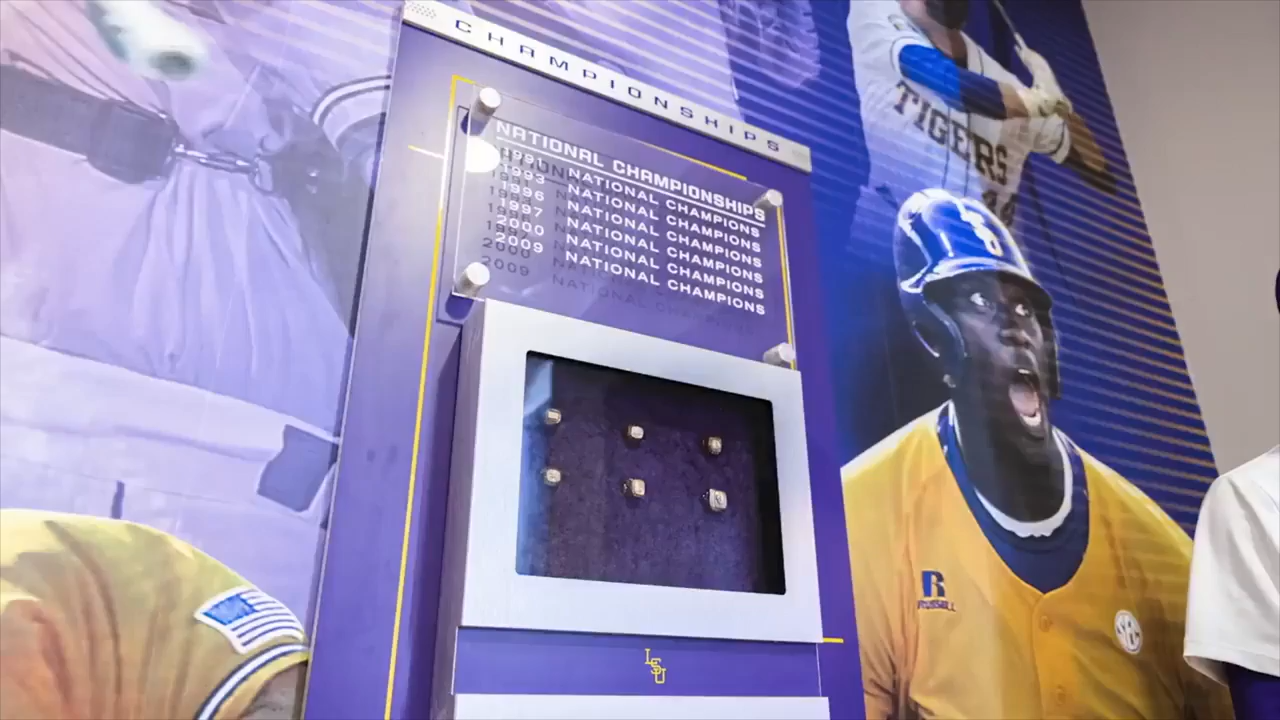 CHAMPIONSHIPS
NATIONAL CHAMPIONSHIPS
1991 NATIONAL CHAMPIONS
1993 NATIONAL CHAMPIONS
1996 NATIONAL CHAMPIONS
1997 NATIONAL CHAMPIONS
2000 NATIONAL CHAMPIONS
2009 NATIONAL CHAMPIONS
TIGERS
44
R
RUSSELL
LSU